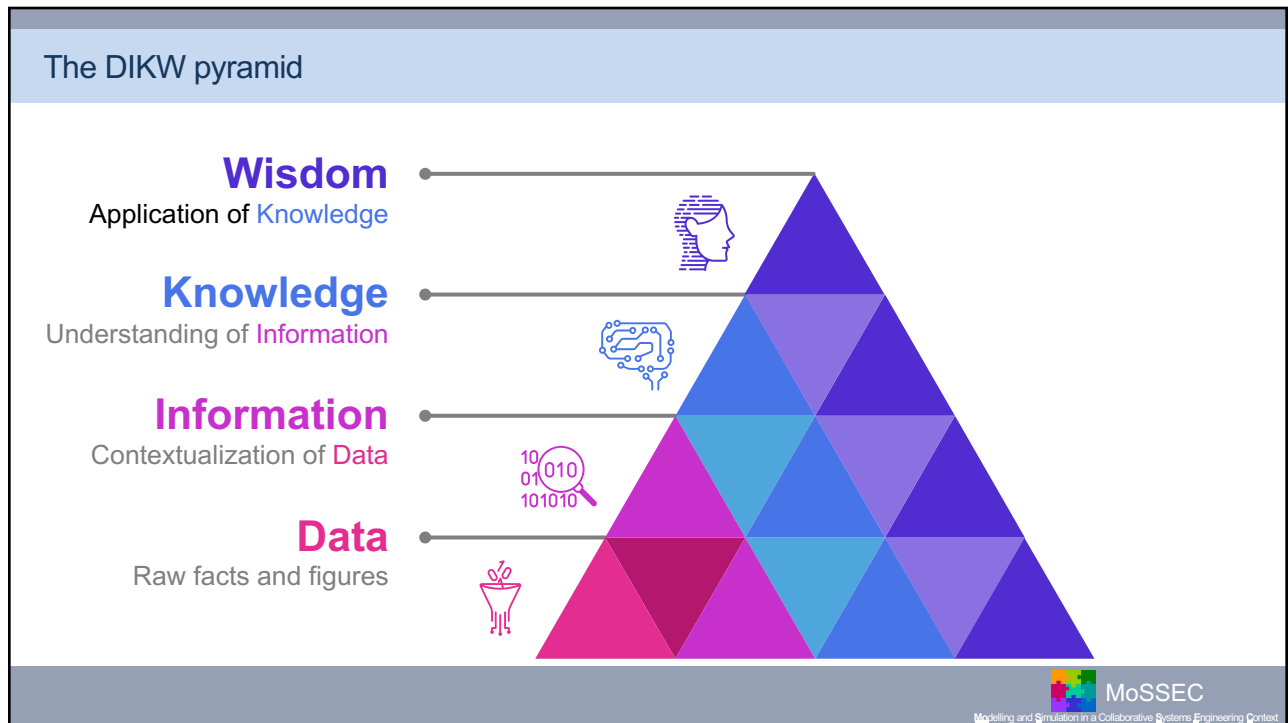 The DIKW pyramid
Wisdom
Application of Knowledge
Knowledge
Understanding of Information
Information
Contextualization of Data
10
01
010
101010
Data
Raw facts and figures
MoSSEC
Modelling and Simulation in a Collaborative Systems Engineering Context